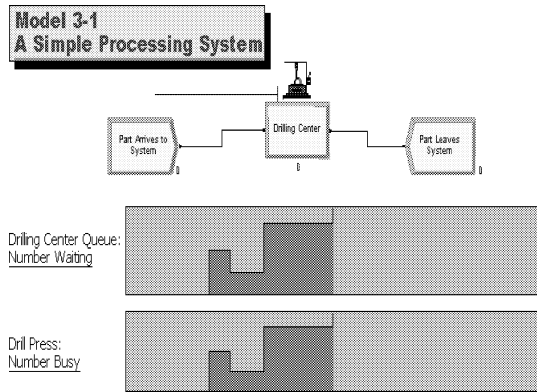 Model 3-1
A Simple Processing System
Part Arrives to
System
0
Drilling Center
0
Part Leaves
System
0
Drilling Center Queue:
Number Waiting
Drill Press:
Number Busy